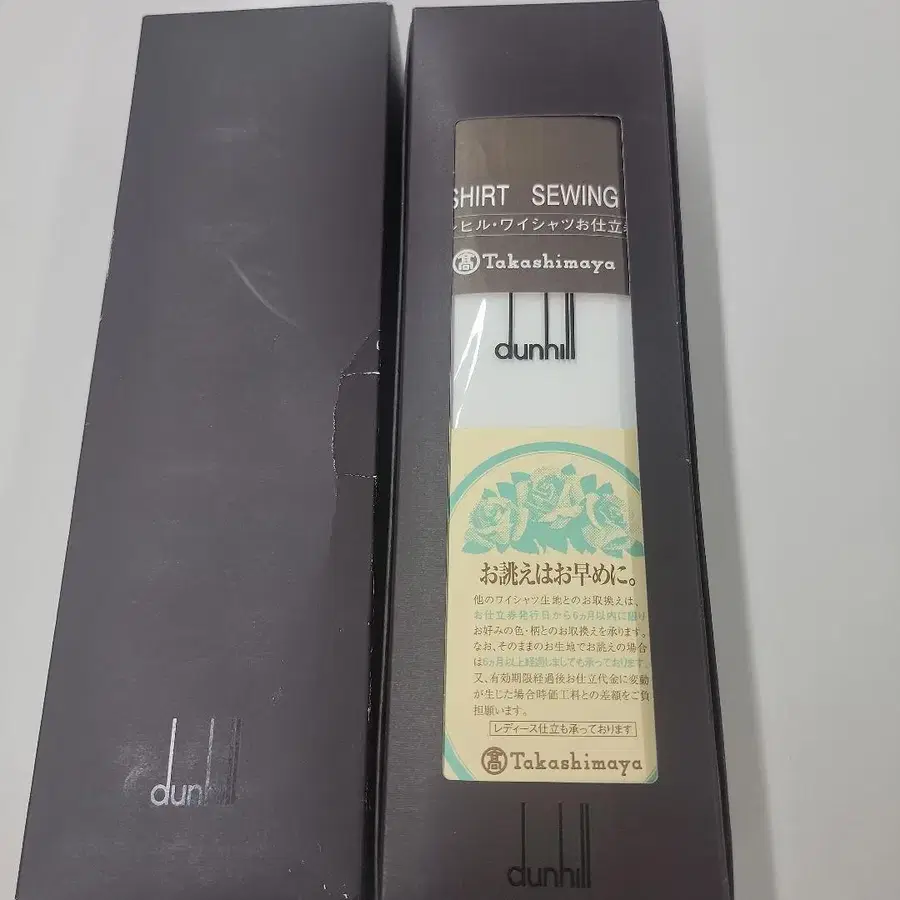 SHIRT SEWING
ヒル・ワイシャツお仕立
髙 Takashimaya
dunhill
お誂えはお早めに。
他のワイシャツ生地とのお取換えは、
お仕立券発行日から6ヵ月以内に限り
お好みの色・柄とのお取換えを承ります。
なお、そのままのお生地でお誂えの場合
は6ヵ月以上経過しましても承っております。
又、有効期限経過後お仕立代金に変動
が生じた場合時価工料との差額をご負
担願います。
レディース仕立も承っております
髙 Takashimaya
dunhill
dunhill